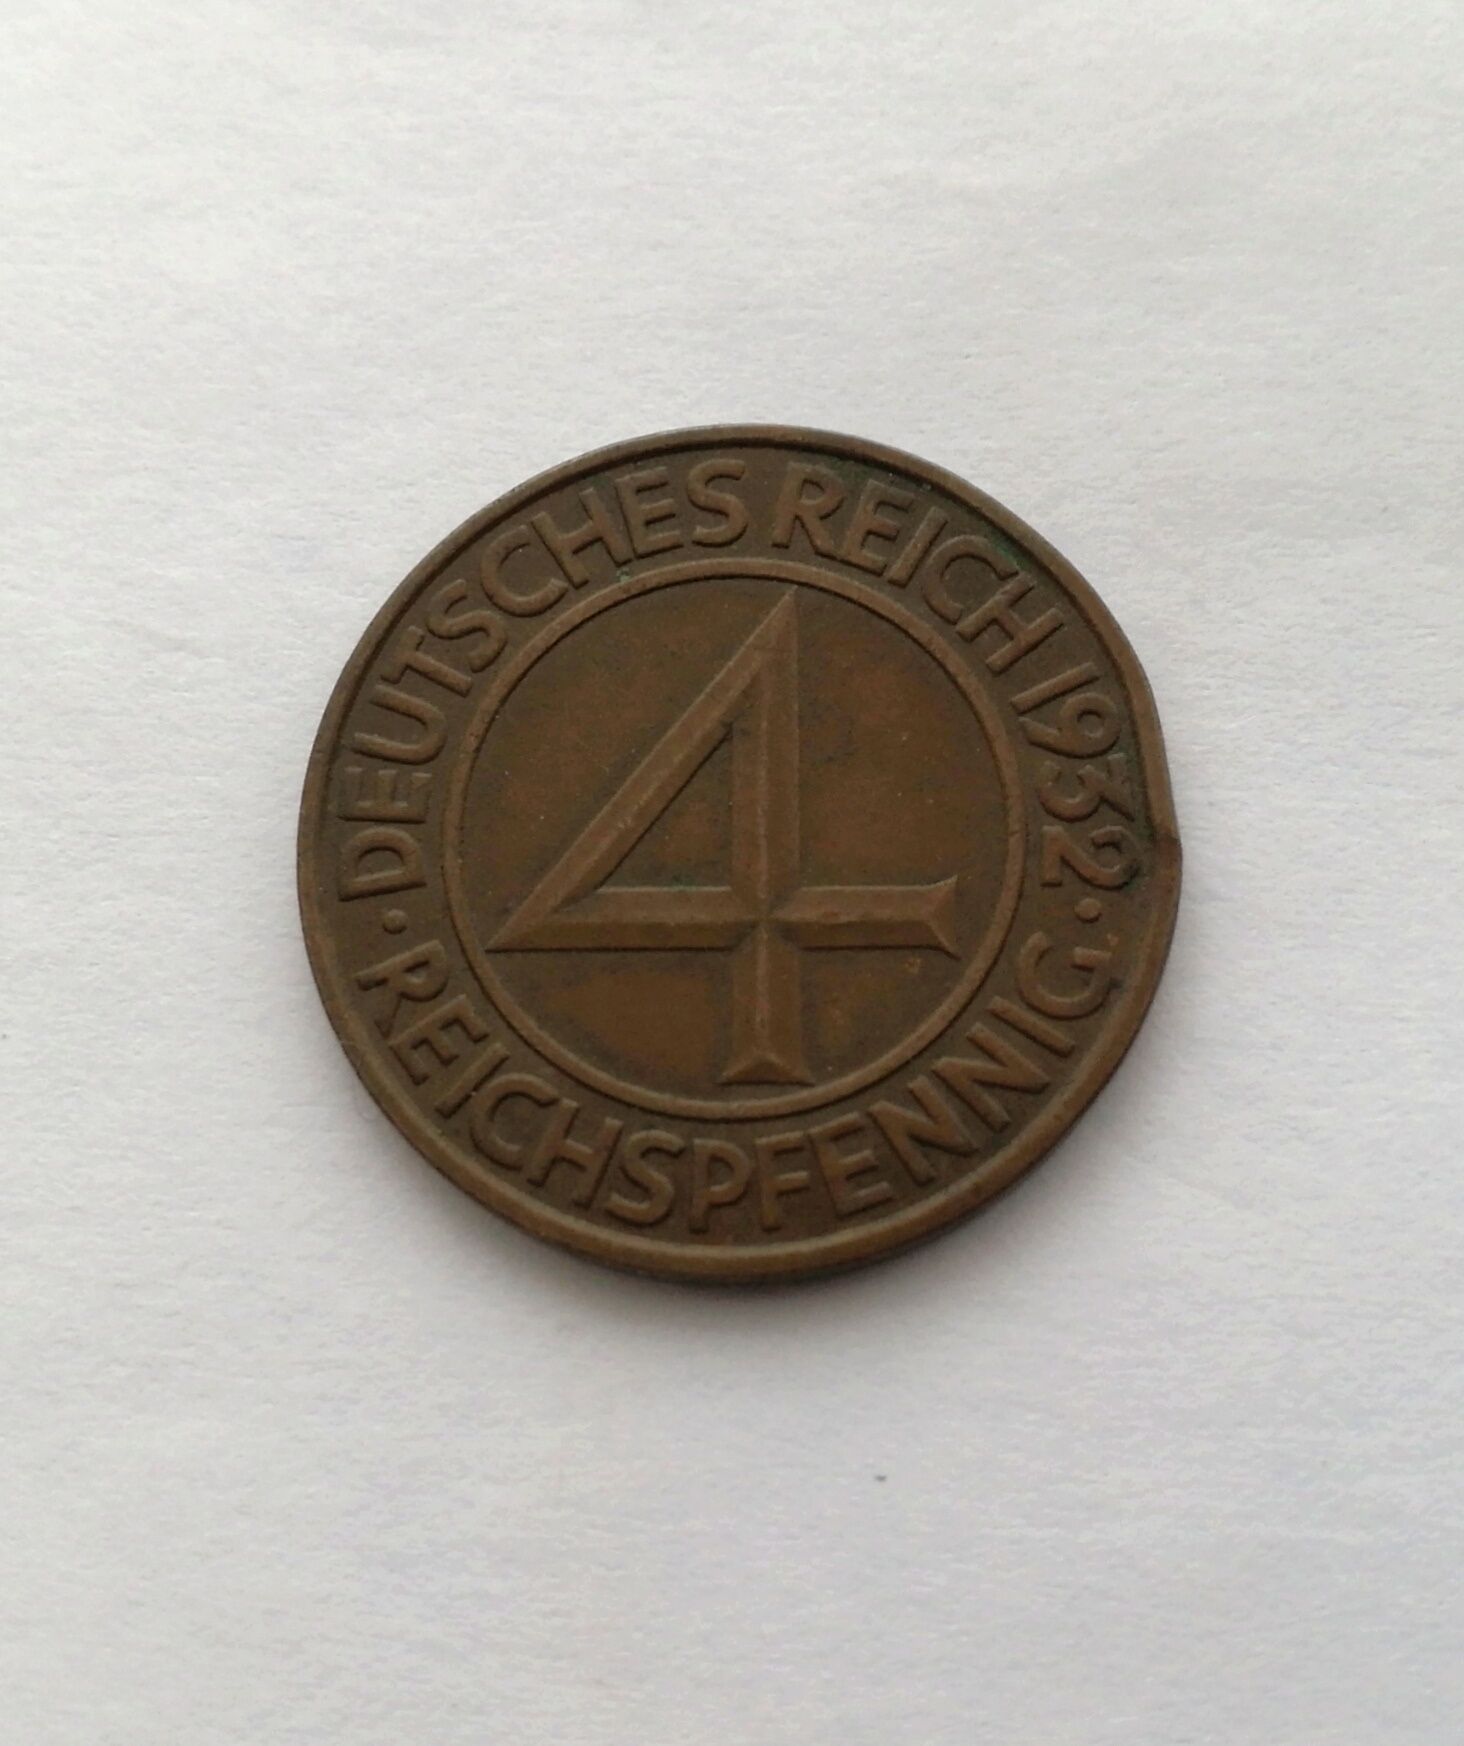 DEUTSCHES REICH 1932
4
REICHSPFENNIG